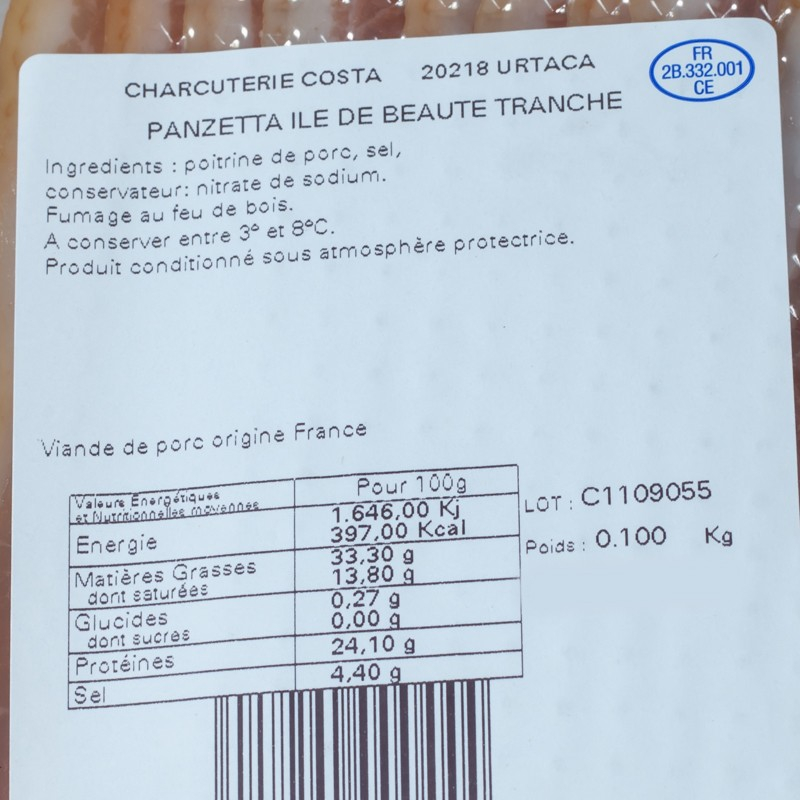 CHARCUTERIE COSTA 20218 URTACA
FR
2B.332.001
CE
PANZETTA ILE DE BEAUTE TRANCHE
Ingredients : poitrine de porc, sel,
conservateur: nitrate de sodium.
Fumage au feu de bois.
A conserver entre 3° et 8°C.
Produit conditionné sous atmosphère protectrice.
Viande de porc origine France
Valeurs Energétiques
et Nutritionnelles moyennes
Pour 100g
Energie
1.646,00 Kj
397,00 Kcal
Matières Grasses 33,30 g
dont saturées 13,80 g
Glucides 0,27 g
dont sucres 0,00 g
Protéines 24,10 g
Sel 4,40 g
LOT : C1109055
Poids : 0.100 Kg